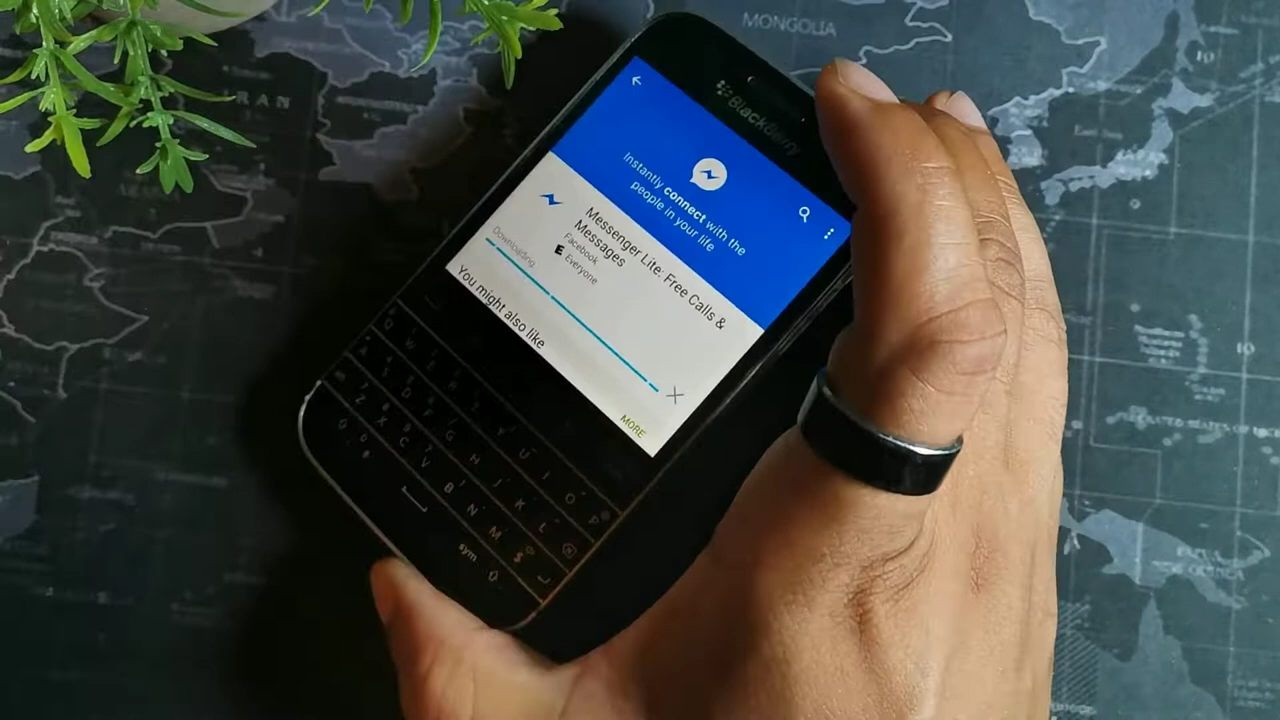 MONGOLIA
IRAN
BlackBerry
Instantly connect with the
people in your life
Messenger Lite: Free Calls &
Messages
Facebook
E Everyone
Downloading
You might also like
MORE
Q W E R T Y U I O P
A S D F G H J K L
Z X C V B N M $
sym